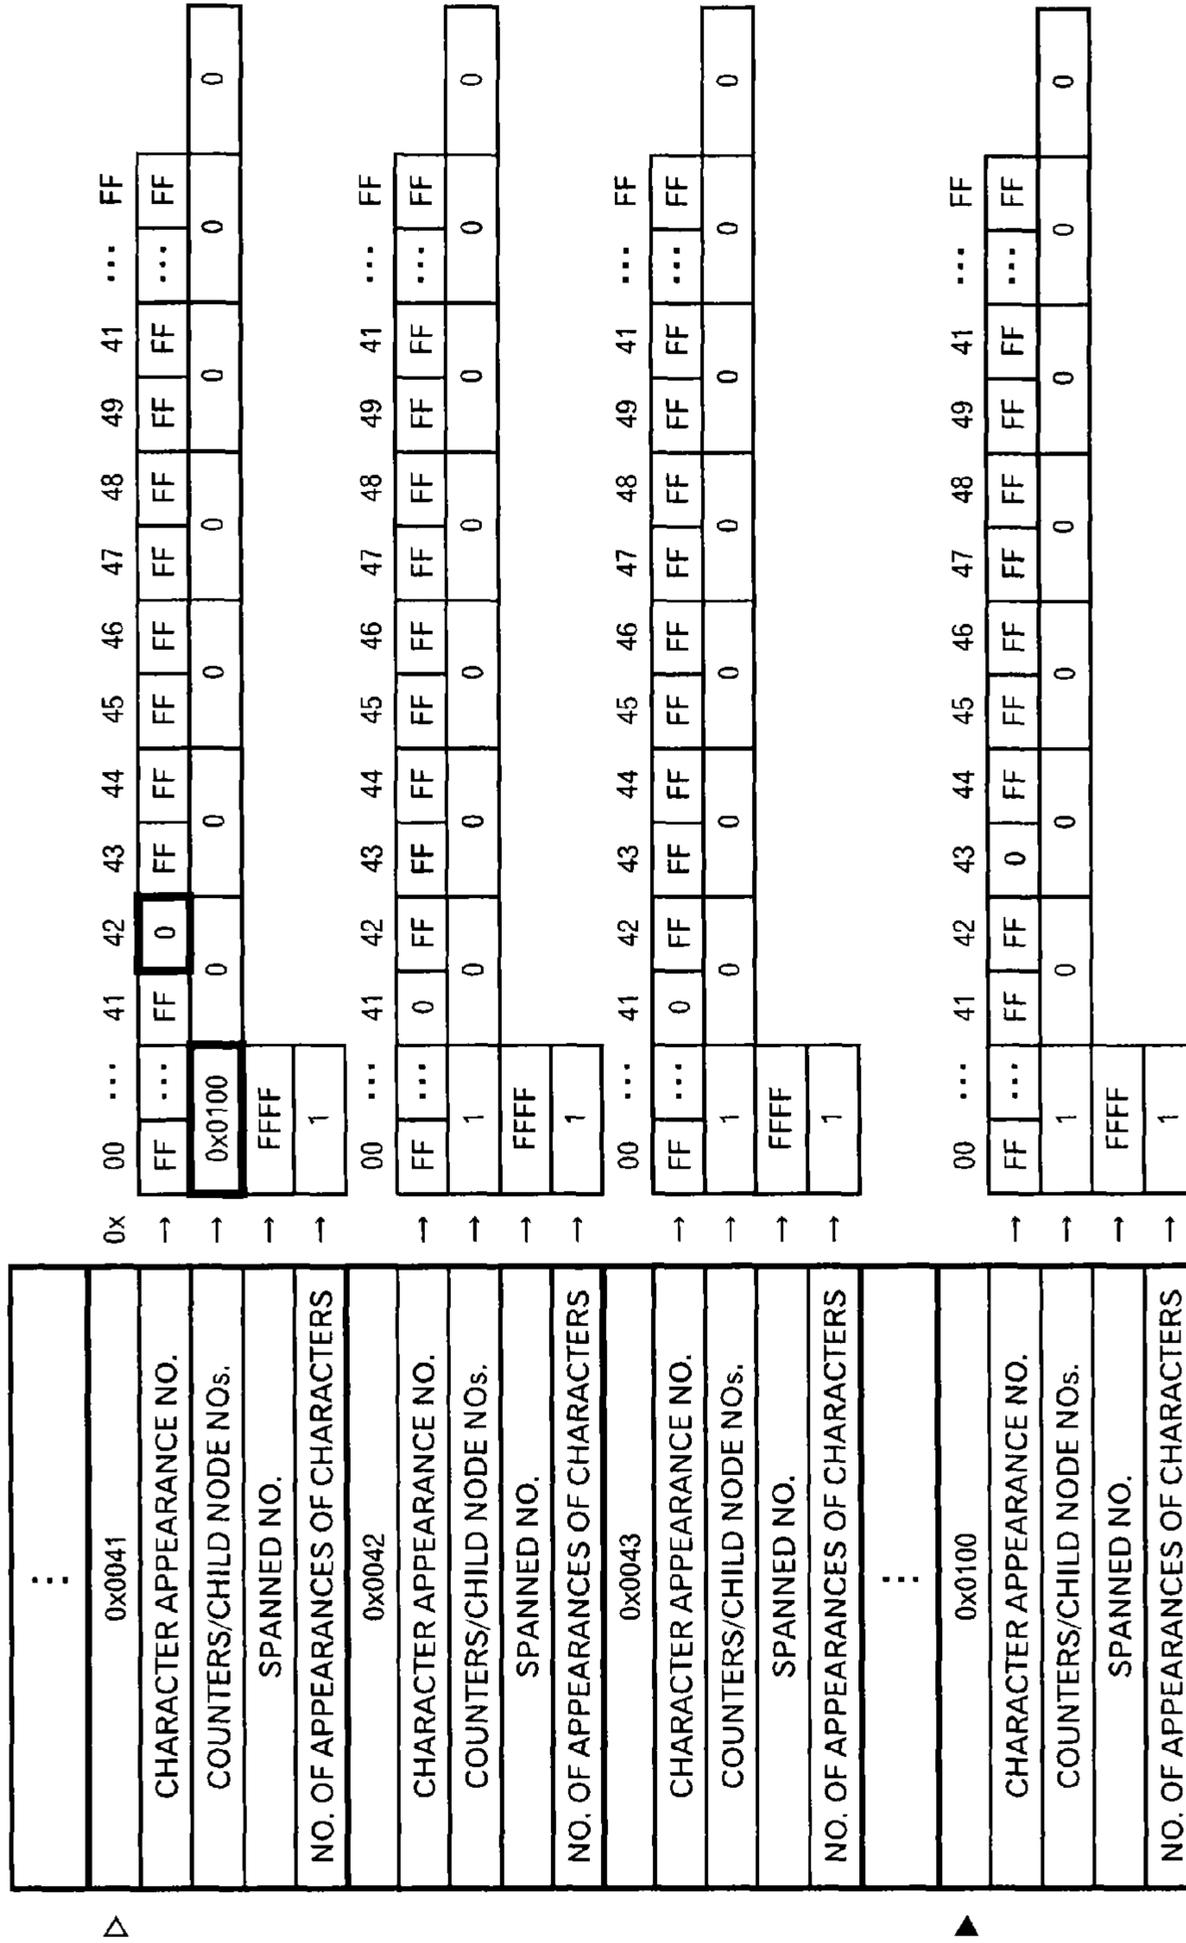 ⋮
△ 0x0041 0x 00 ... 41 42 43 44 45 46 47 48 49 41 ... FF
CHARACTER APPEARANCE NO. → FF ... FF 0 FF FF FF FF FF FF FF FF ... FF
COUNTERS/CHILD NODE NOs. → 0x0100 0 0 0 0 0 0 0
SPANNED NO. → FFFF
NO. OF APPEARANCES OF CHARACTERS → 1
0x0042 00 ... 41 42 43 44 45 46 47 48 49 41 ... FF
CHARACTER APPEARANCE NO. → FF ... 0 FF FF FF FF FF FF FF FF FF ... FF
COUNTERS/CHILD NODE NOs. → 1 0 0 0 0 0 0 0
SPANNED NO. → FFFF
NO. OF APPEARANCES OF CHARACTERS → 1
0x0043 00 ... 41 42 43 44 45 46 47 48 49 41 ... FF
CHARACTER APPEARANCE NO. → FF ... 0 FF FF FF FF FF FF FF FF FF ... FF
COUNTERS/CHILD NODE NOs. → 1 0 0 0 0 0 0 0
SPANNED NO. → FFFF
NO. OF APPEARANCES OF CHARACTERS → 1
⋮
▲ 0x0100 00 ... 41 42 43 44 45 46 47 48 49 41 ... FF
CHARACTER APPEARANCE NO. → FF ... FF FF 0 FF FF FF FF FF FF FF ... FF
COUNTERS/CHILD NODE NOs. → 1 0 0 0 0 0 0 0
SPANNED NO. → FFFF
NO. OF APPEARANCES OF CHARACTERS → 1